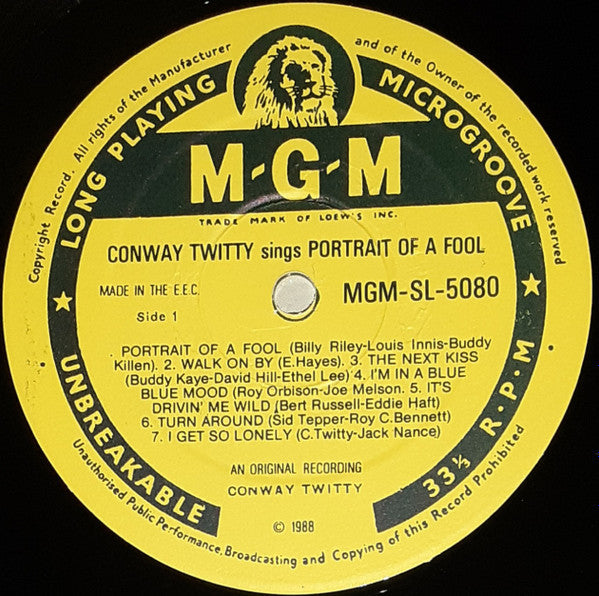 Copyright Record. All rights of the Manufacturer and of the Owner of the recorded work reserved
LONG PLAYING MICROGROOVE
M-G-M
TRADE MARK OF LOEW'S INC.
CONWAY TWITTY sings PORTRAIT OF A FOOL
MADE IN THE E.E.C. MGM-SL-5080
Side 1
PORTRAIT OF A FOOL (Billy Riley-Louis Innis-Buddy
Killen). 2. WALK ON BY (E.Hayes). 3. THE NEXT KISS
(Buddy Kaye-David Hill-Ethel Lee) 4. I'M IN A BLUE
BLUE MOOD (Roy Orbison-Joe Melson. 5. IT'S
DRIVIN' ME WILD (Bert Russell-Eddie Haft)
6. TURN AROUND (Sid Tepper-Roy C.Bennett)
7. I GET SO LONELY (C.Twitty-Jack Nance)
AN ORIGINAL RECORDING
CONWAY TWITTY
© 1988
UNBREAKABLE 33⅓ R·P·M
Unauthorised Public Performance, Broadcasting and Copying of this Record Prohibited